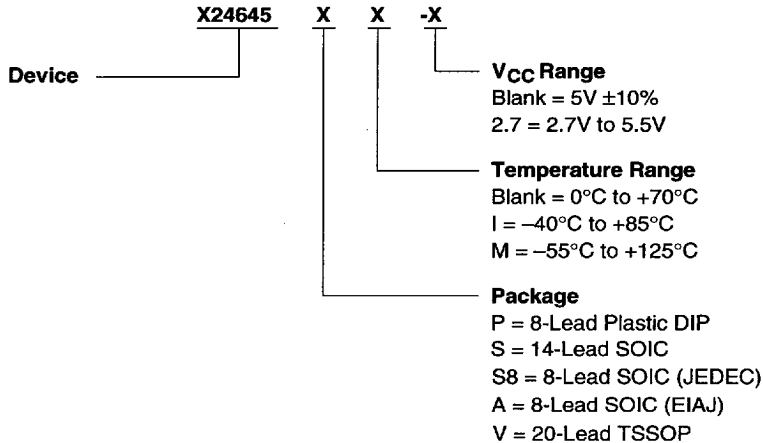 X24645 X X -X
Device
VCC Range
Blank = 5V ±10%
2.7 = 2.7V to 5.5V
Temperature Range
Blank = 0°C to +70°C
I = –40°C to +85°C
M = –55°C to +125°C
Package
P = 8-Lead Plastic DIP
S = 14-Lead SOIC
S8 = 8-Lead SOIC (JEDEC)
A = 8-Lead SOIC (EIAJ)
V = 20-Lead TSSOP